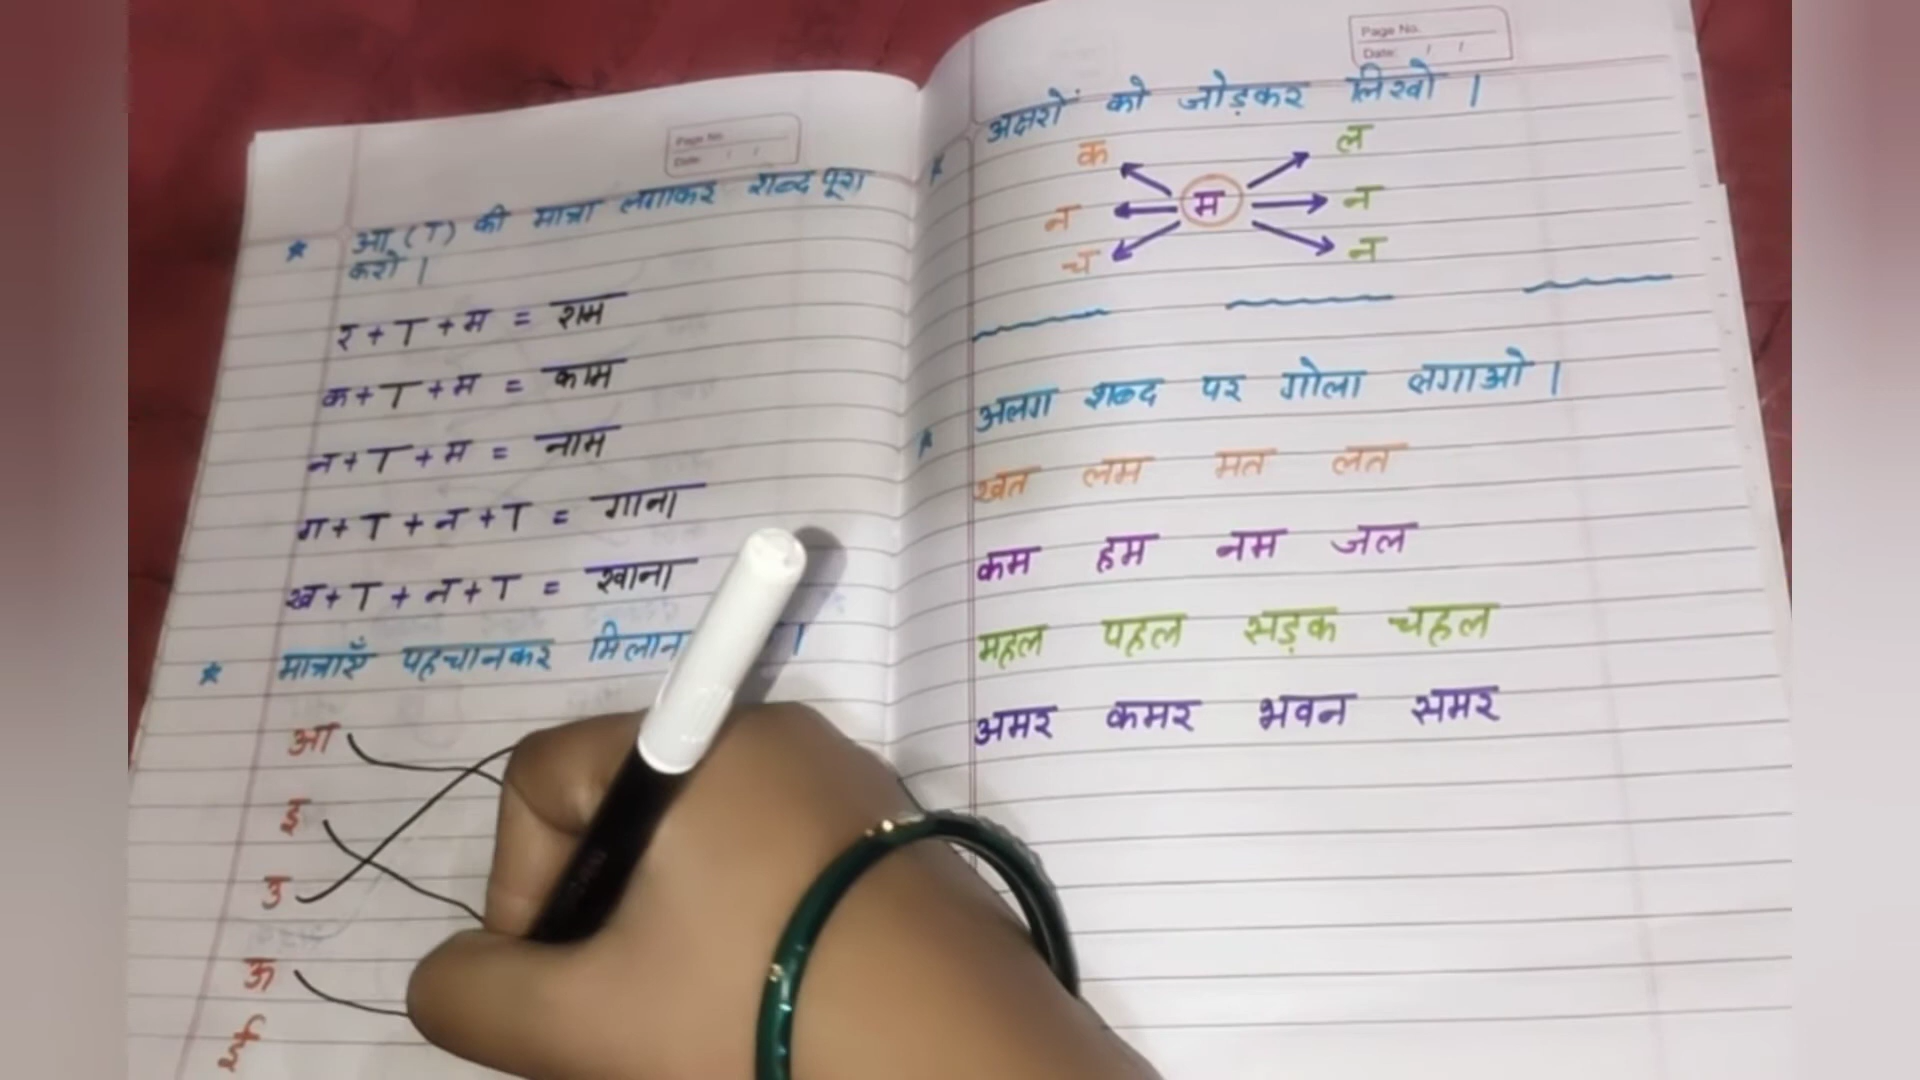 Page No.
Date: / /
* आ (ा) की मात्रा लगाकर शब्द पूरा
करो ।
र + ा + म = राम
क + ा + म = काम
न + ा + म = नाम
ग + ा + न + ा = गाना
ख + ा + न + ा = खाना
* मात्राएँ पहचानकर मिलान ।
आ
इ
उ
ऊ
ई
Page No.
Date: / /
* अक्षरों को जोड़कर लिखो ।
क ल
न म न
च न
* अलग शब्द पर गोला लगाओ ।
खत लम मत लत
कम हम नम जल
महल पहल सड़क चहल
अमर कमर भवन समर